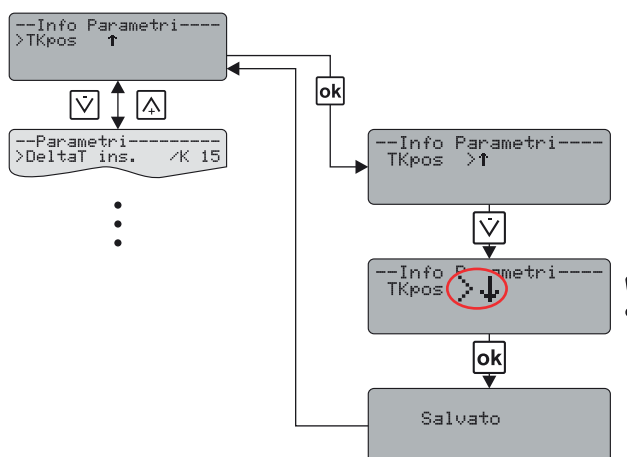 --Info Parametri----
>TKpos ↑
ok
--Parametri---------
>DeltaT ins. /K 15
--Info Parametri----
TKpos >↑
--Info Parametri----
TKpos >↓
ok
Salvato